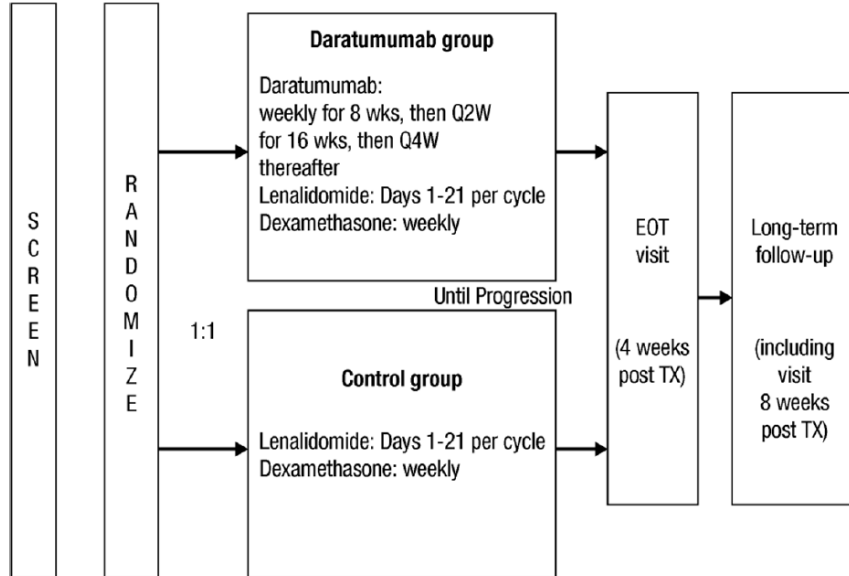 SCREEN
RANDOMIZE
1:1
Daratumumab group
Daratumumab:
weekly for 8 wks, then Q2W
for 16 wks, then Q4W
thereafter
Lenalidomide: Days 1-21 per cycle
Dexamethasone: weekly
Until Progression
Control group
Lenalidomide: Days 1-21 per cycle
Dexamethasone: weekly
EOT
visit
(4 weeks
post TX)
Long-term
follow-up
(including
visit
8 weeks
post TX)